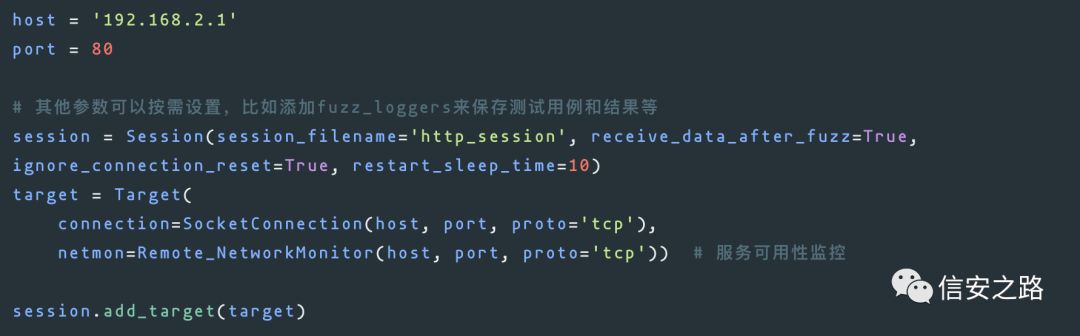 host = '192.168.2.1'
port = 80
# 其他参数可以按需设置，比如添加fuzz_loggers来保存测试用例和结果等
session = Session(session_filename='http_session', receive_data_after_fuzz=True,
ignore_connection_reset=True, restart_sleep_time=10)
target = Target(
    connection=SocketConnection(host, port, proto='tcp'),
    netmon=Remote_NetworkMonitor(host, port, proto='tcp'))  # 服务可用性监控
session.add_target(target)
信安之路